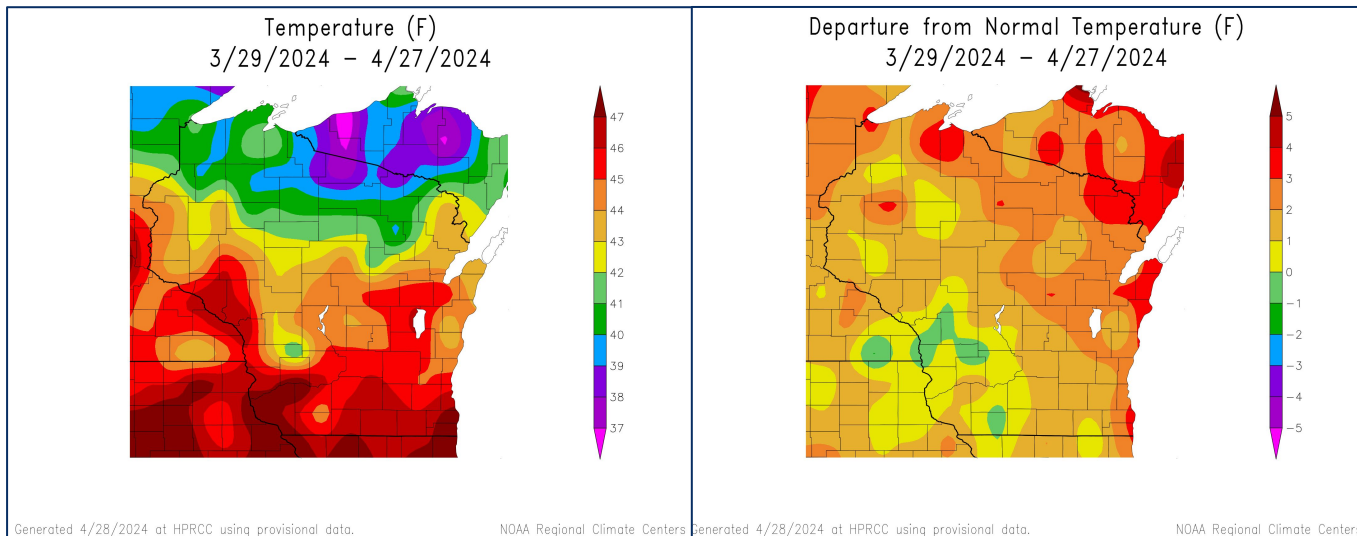 Temperature (F)
3/29/2024 – 4/27/2024
47
46
45
44
43
42
41
40
39
38
37
Generated 4/28/2024 at HPRCC using provisional data.
NOAA Regional Climate Centers
Departure from Normal Temperature (F)
3/29/2024 – 4/27/2024
5
4
3
2
1
0
-1
-2
-3
-4
-5
Generated 4/28/2024 at HPRCC using provisional data.
NOAA Regional Climate Centers